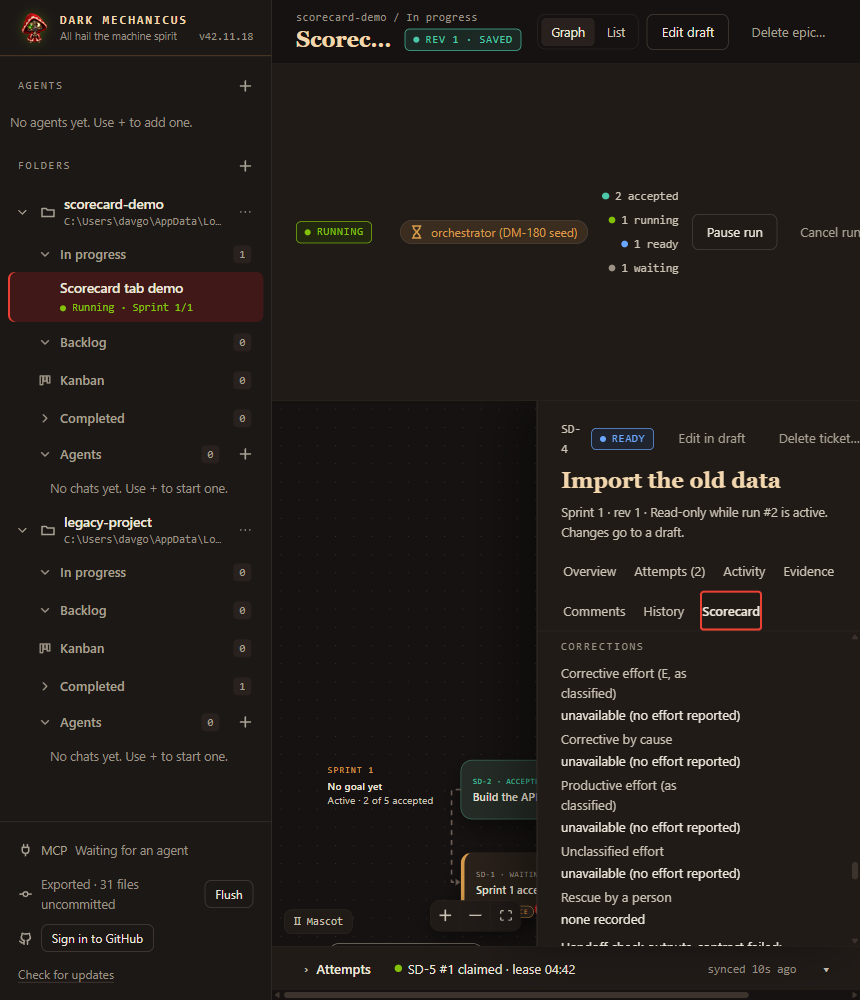 DARK MECHANICUS
All hail the machine spirit v42.11.18
AGENTS
No agents yet. Use + to add one.
FOLDERS
scorecard-demo
C:\Users\davgo\AppData\Lo…
In progress 1
Scorecard tab demo
Running · Sprint 1/1
Backlog 0
Kanban 0
Completed 0
Agents 0
No chats yet. Use + to start one.
legacy-project
C:\Users\davgo\AppData\Lo…
In progress 0
Backlog 0
Kanban 0
Completed 1
Agents 0
No chats yet. Use + to start one.
MCP Waiting for an agent
Exported · 31 files
uncommitted
Flush
Sign in to GitHub
Check for updates
scorecard-demo / In progress
Scorec…
REV 1 · SAVED
Graph
List
Edit draft
Delete epic…
RUNNING
orchestrator (DM-180 seed)
2 accepted
1 running
1 ready
1 waiting
Pause run
Cancel run
SPRINT 1
No goal yet
Active · 2 of 5 accepted
SD-2 · ACCEPT
Build the API
SD-1 · WAITIN
Sprint 1 acce
Mascot
SD-
4
READY
Edit in draft
Delete ticket…
Import the old data
Sprint 1 · rev 1 · Read-only while run #2 is active.
Changes go to a draft.
Overview Attempts (2) Activity Evidence
Comments History Scorecard
CORRECTIONS
Corrective effort (E, as
classified)
unavailable (no effort reported)
Corrective by cause
unavailable (no effort reported)
Productive effort (as
classified)
unavailable (no effort reported)
Unclassified effort
unavailable (no effort reported)
Rescue by a person
none recorded
Attempts
SD-5 #1 claimed · lease 04:42
synced 10s ago